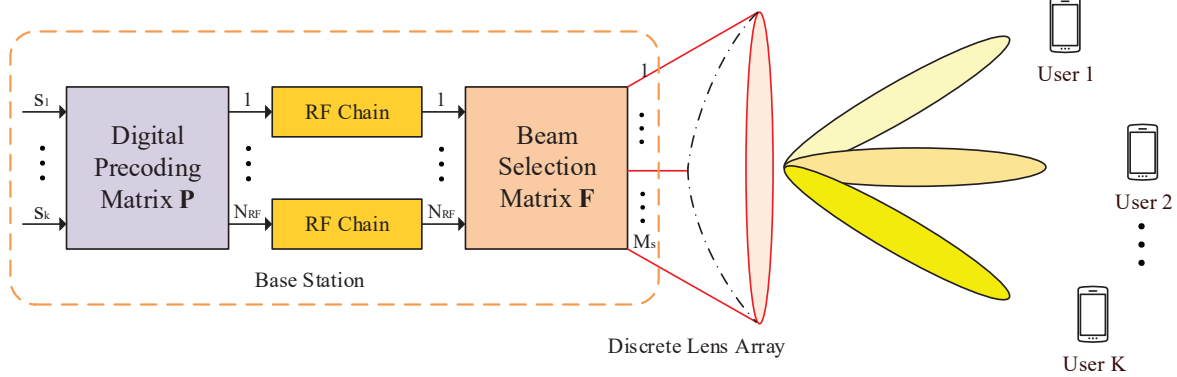 S1
Sk
Digital
Precoding
Matrix P
1
NRF
RF Chain
RF Chain
1
NRF
Beam
Selection
Matrix F
1
Ms
Base Station
Discrete Lens Array
User 1
User 2
User K